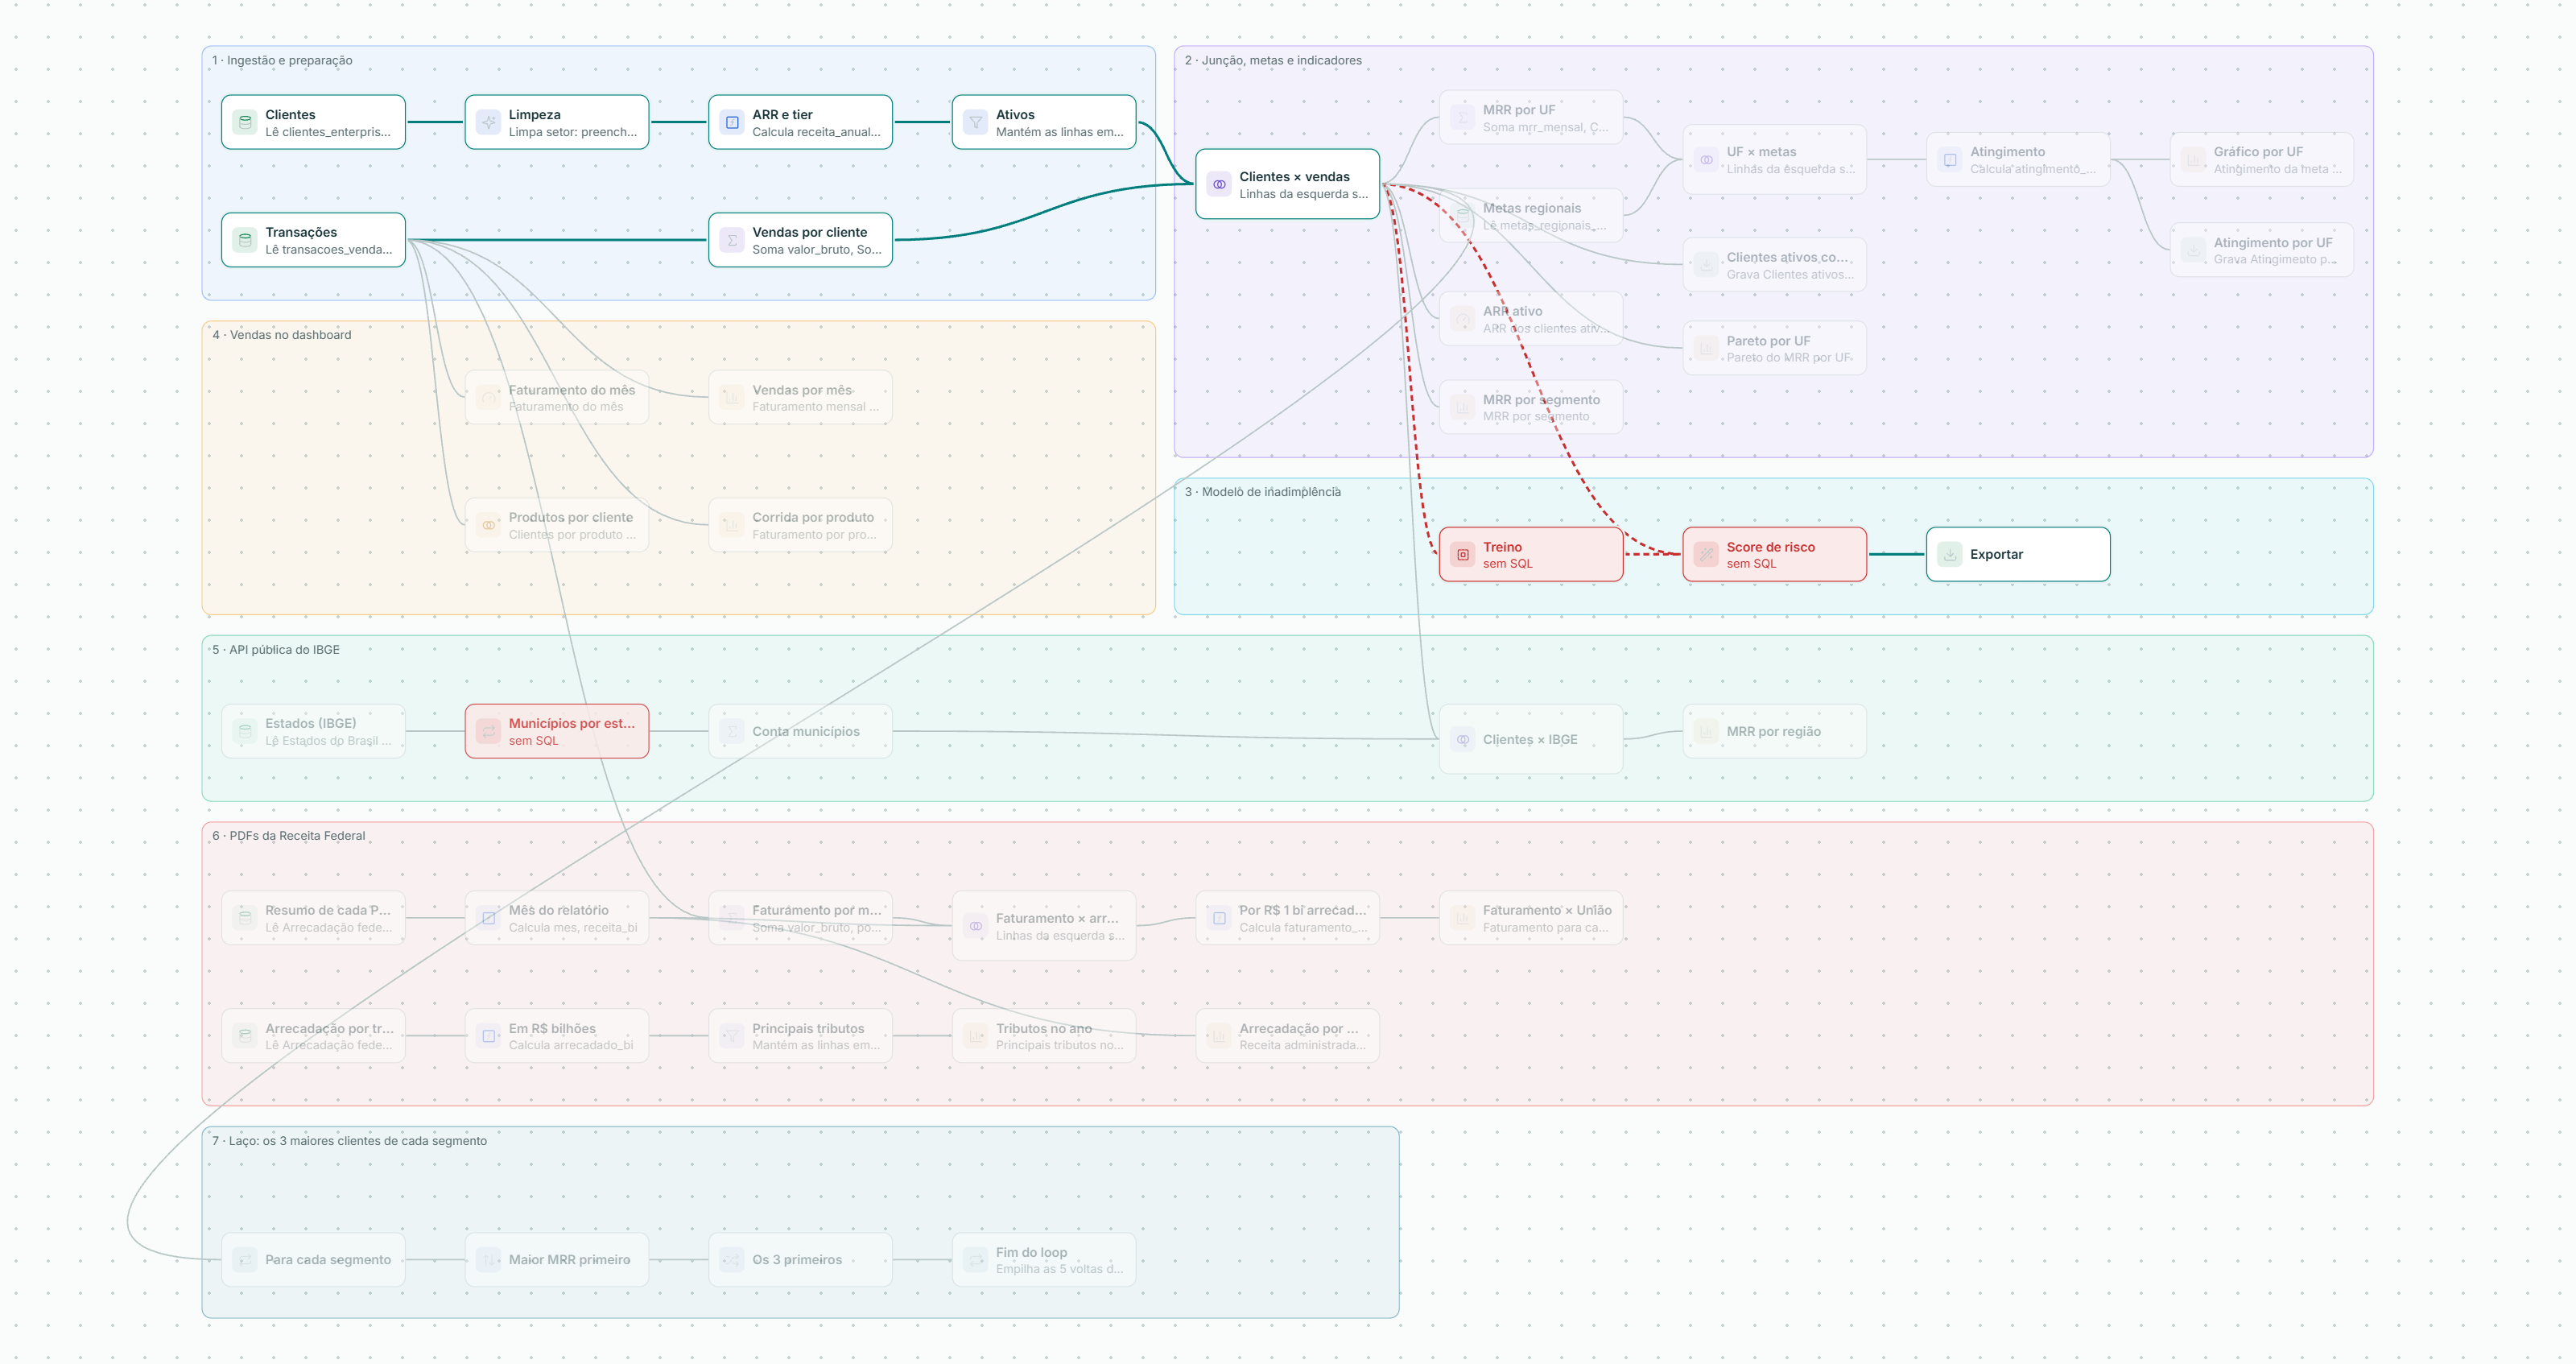 1 · Ingestão e preparação
Clientes
Lê clientes_enterpris...
Limpeza
Limpa setor: preench...
ARR e tier
Calcula receita_anual...
Ativos
Mantém as linhas em...
Transações
Lê transacoes_venda...
Vendas por cliente
Soma valor_bruto, So...
2 · Junção, metas e indicadores
Clientes × vendas
Linhas da esquerda s...
MRR por UF
Soma mrr_mensal, C...
Metas regionais
Lê metas_regionais_...
UF × metas
Linhas da esquerda s...
Atingimento
Calcula atingimento_...
Gráfico por UF
Atingimento da meta ...
Atingimento por UF
Grava Atingimento p...
Clientes ativos co...
Grava Clientes ativos...
ARR ativo
ARR dos clientes ativ...
Pareto por UF
Pareto do MRR por UF
MRR por segmento
MRR por segmento
4 · Vendas no dashboard
Faturamento do mês
Faturamento do mês
Vendas por mês
Faturamento mensal ...
Produtos por cliente
Clientes por produto ...
Corrida por produto
Faturamento por pro...
3 · Modelo de inadimplência
Treino
sem SQL
Score de risco
sem SQL
Exportar
5 · API pública do IBGE
Estados (IBGE)
Lê Estados do Brasil ...
Municípios por est...
sem SQL
Conta municípios
Clientes × IBGE
MRR por região
6 · PDFs da Receita Federal
Resumo de cada P...
Lê Arrecadação fede...
Mês do relatório
Calcula mes, receita_bi
Faturamento por m...
Soma valor_bruto, po...
Faturamento × arr...
Linhas da esquerda s...
Por R$ 1 bi arrecad...
Calcula faturamento_...
Faturamento × União
Faturamento para ca...
Arrecadação por tr...
Lê Arrecadação fede...
Em R$ bilhões
Calcula arrecadado_bi
Principais tributos
Mantém as linhas em...
Tributos no ano
Principais tributos no...
Arrecadação por ...
Receita administrada...
7 · Laço: os 3 maiores clientes de cada segmento
Para cada segmento
Maior MRR primeiro
Os 3 primeiros
Fim do loop
Empilha as 5 voltas d...